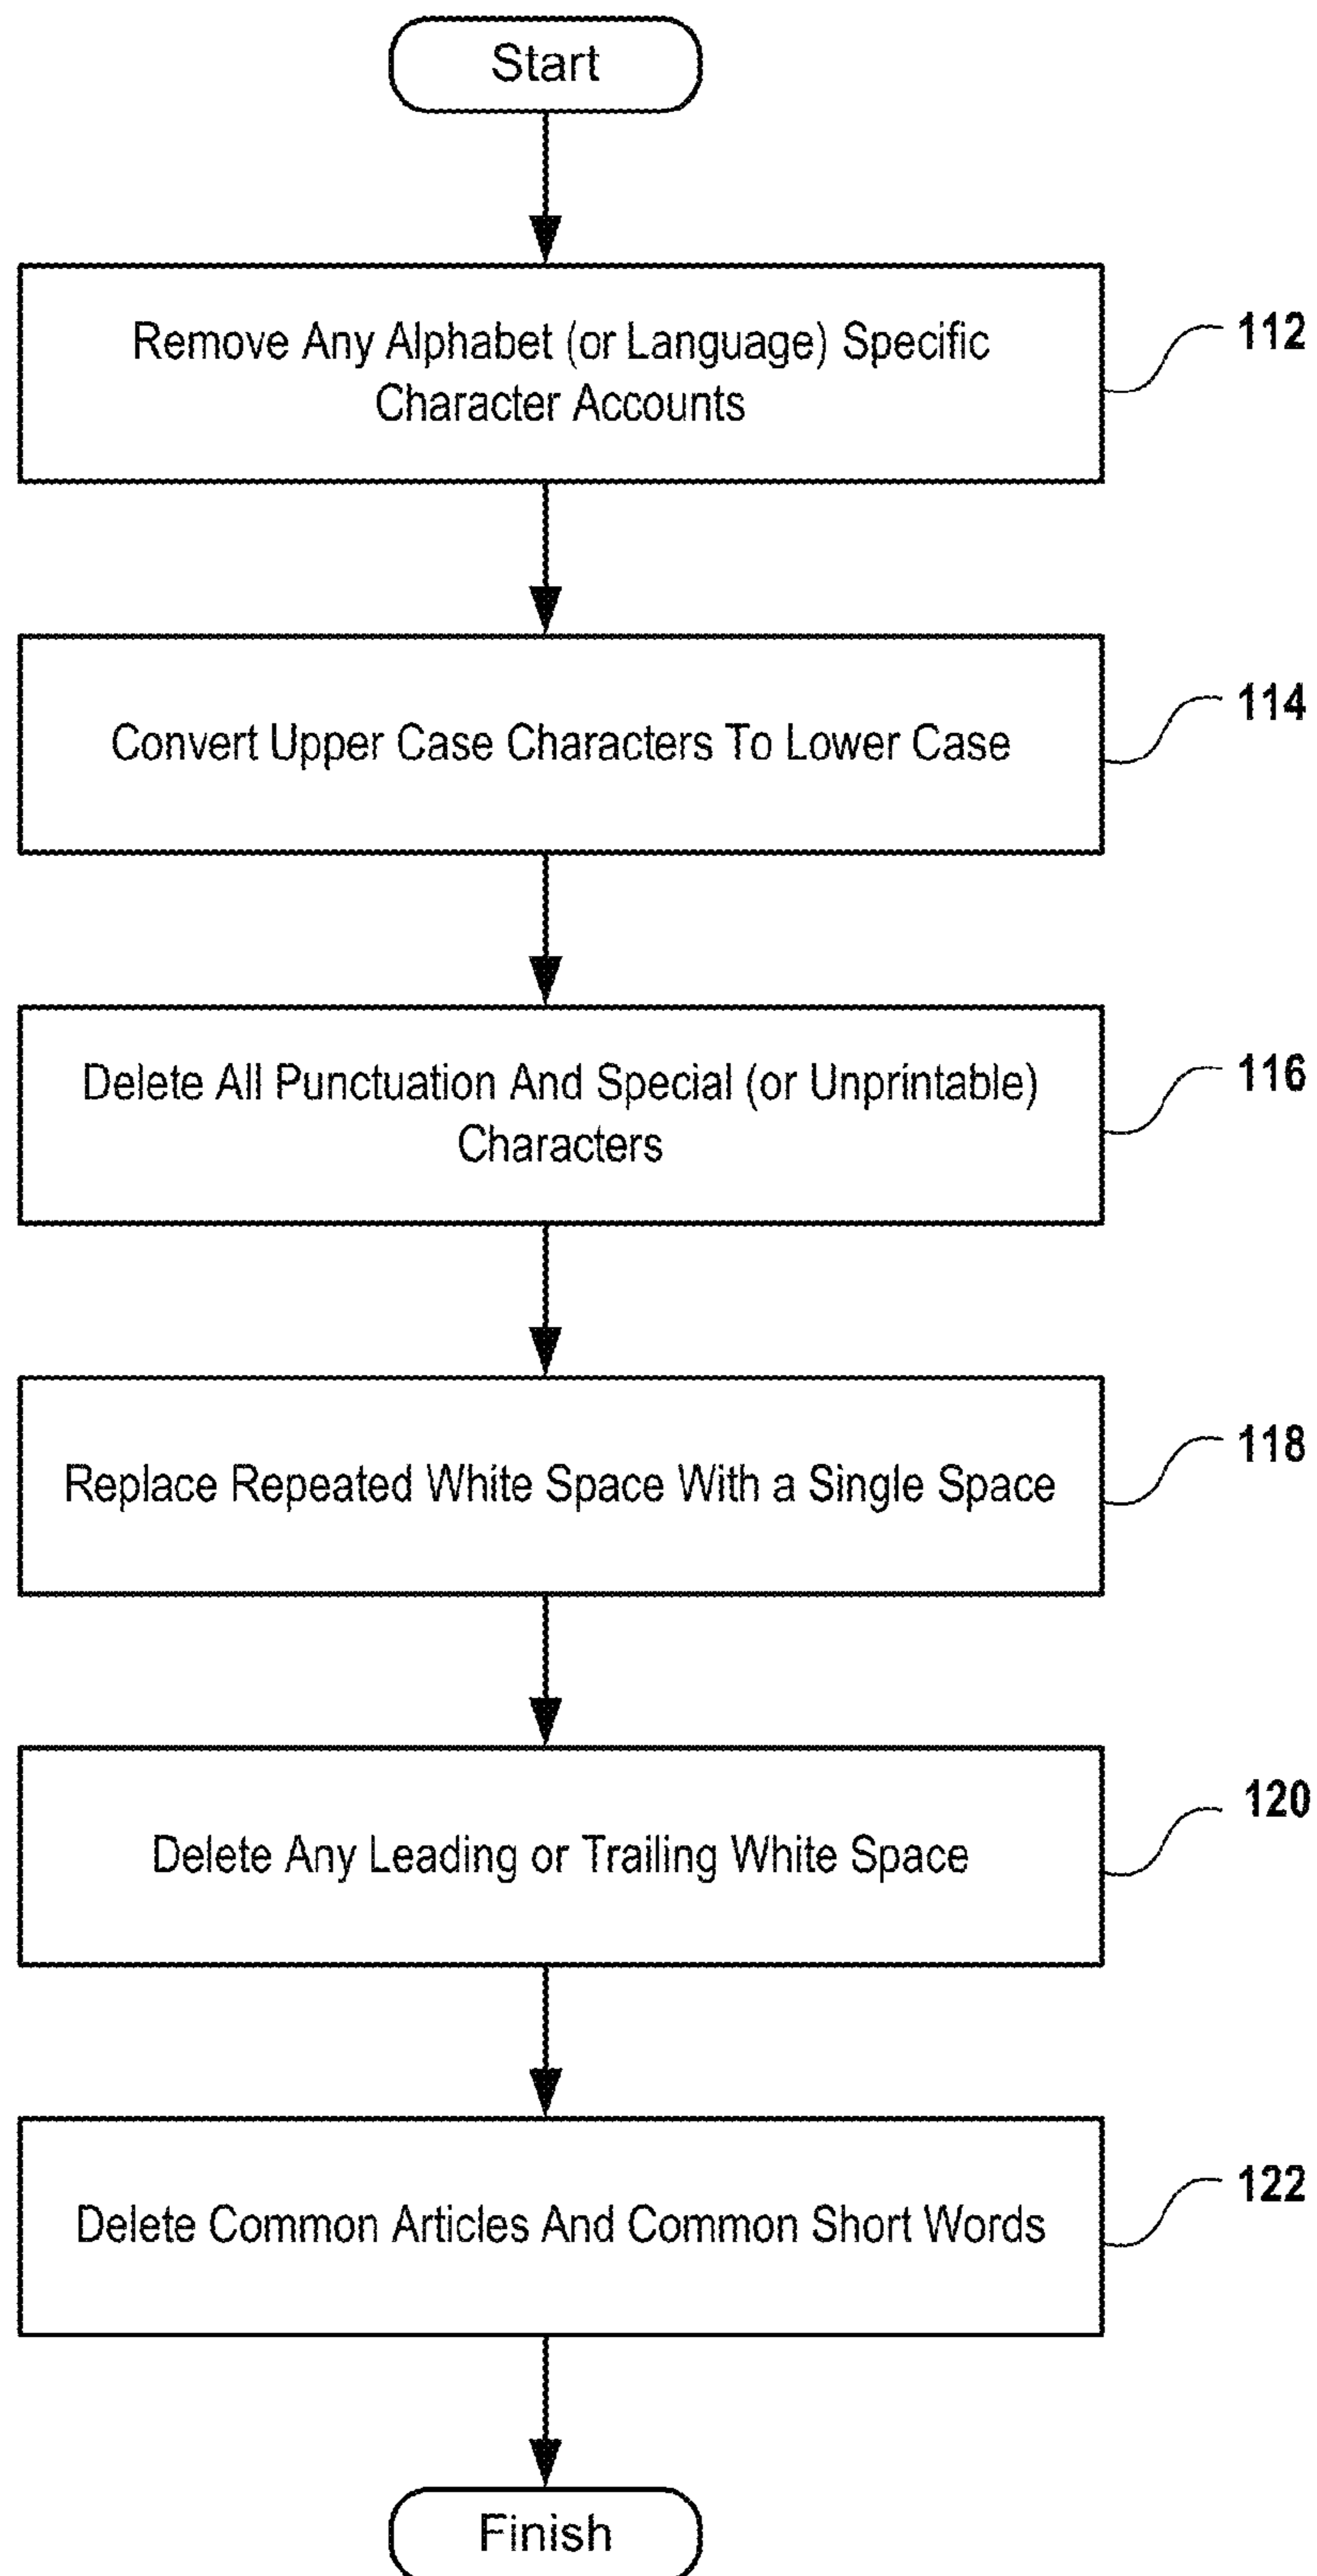 Start
Remove Any Alphabet (or Language) Specific
Character Accounts
112
Convert Upper Case Characters To Lower Case
114
Delete All Punctuation And Special (or Unprintable)
Characters
116
Replace Repeated White Space With a Single Space
118
Delete Any Leading or Trailing White Space
120
Delete Common Articles And Common Short Words
122
Finish